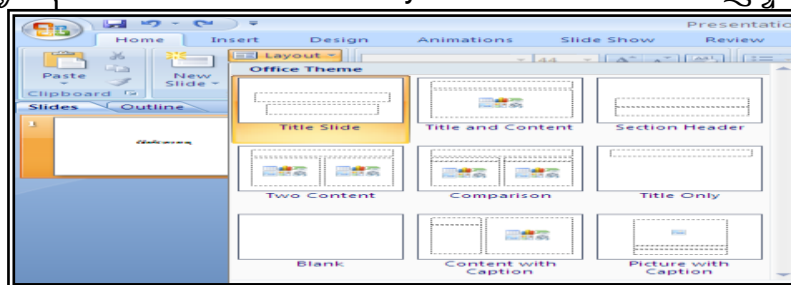 Presentatio
Home Insert Design Animations Slide Show Review
Layout
Paste New Slide
Clipboard
Slides Outline
1
Office Theme
Title Slide Title and Content Section Header
Two Content Comparison Title Only
Blank Content with Caption Picture with Caption